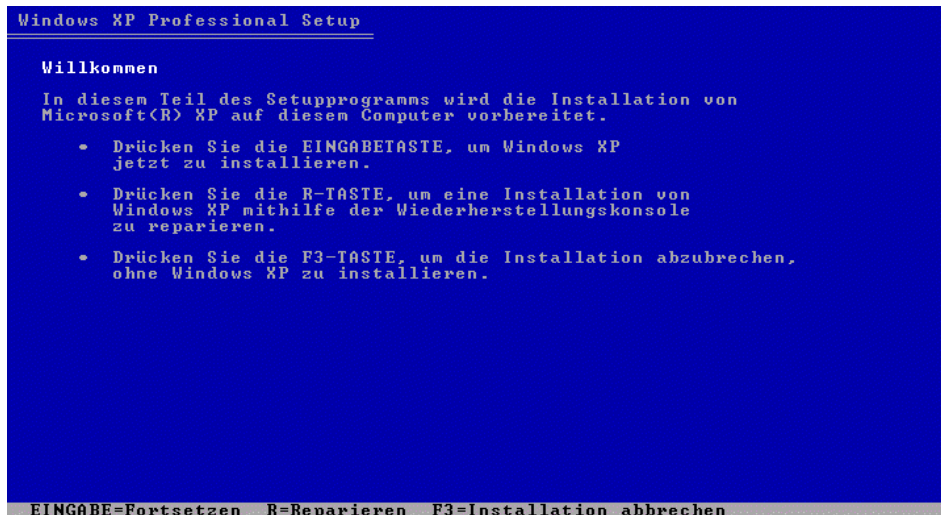 Windows XP Professional Setup
Willkommen
In diesem Teil des Setupprogramms wird die Installation von
Microsoft(R) XP auf diesem Computer vorbereitet.
• Drücken Sie die EINGABETASTE, um Windows XP
jetzt zu installieren.
• Drücken Sie die R-TASTE, um eine Installation von
Windows XP mithilfe der Wiederherstellungskonsole
zu reparieren.
• Drücken Sie die F3-TASTE, um die Installation abzubrechen,
ohne Windows XP zu installieren.
EINGABE=Fortsetzen R=Reparieren F3=Installation abbrechen